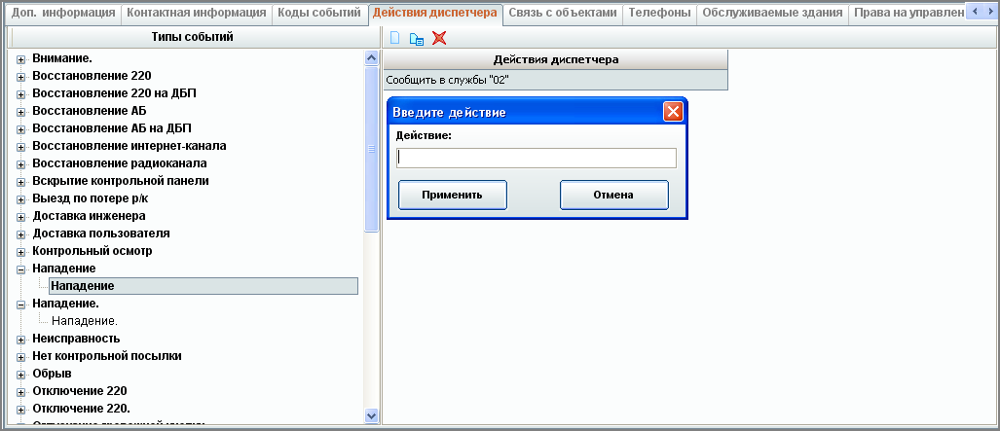 Доп. информация Контактная информация Коды событий Действия диспетчера Связь с объектами Телефоны Обслуживаемые здания Права на управлен
Типы событий
Внимание.
Восстановление 220
Восстановление 220 на ДБП
Восстановление АБ
Восстановление АБ на ДБП
Восстановление интернет-канала
Восстановление радиоканала
Вскрытие контрольной панели
Выезд по потере р/к
Доставка инженера
Доставка пользователя
Контрольный осмотр
Нападение
Нападение
Нападение.
Нападение.
Неисправность
Нет контрольной посылки
Обрыв
Отключение 220
Отключение 220.
Действия диспетчера
Сообщить в службы "02"
Введите действие
Действие:
Применить Отмена